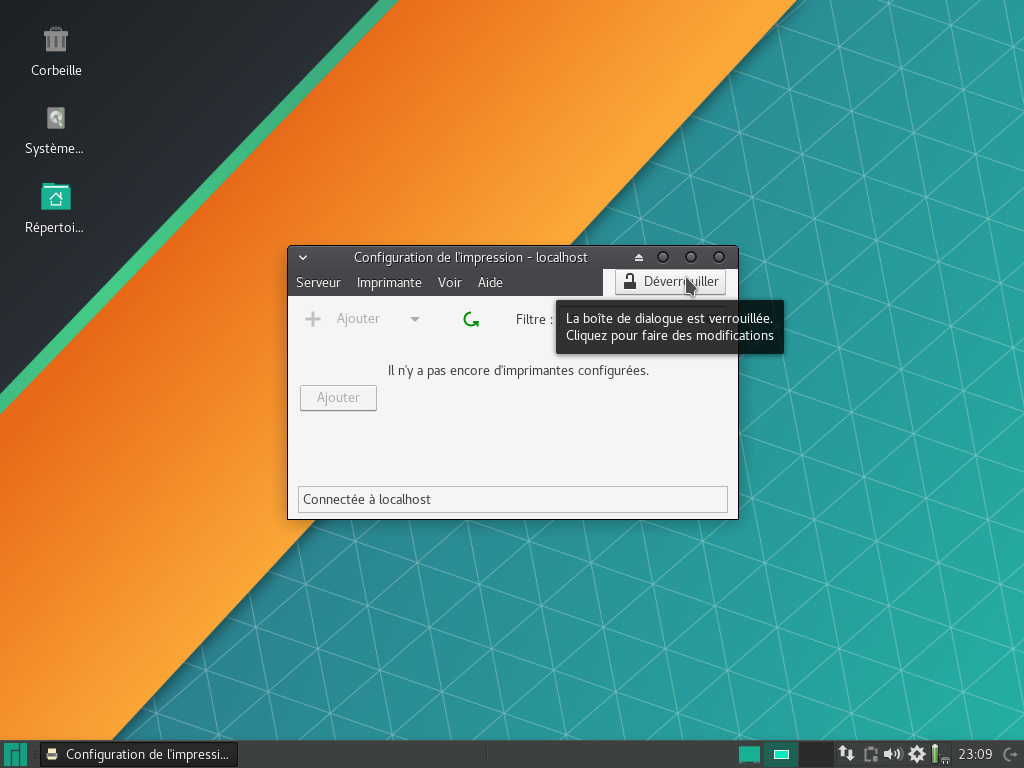 Corbeille
Système...
Répertoi...
Configuration de l'impression - localhost
Serveur Imprimante Voir Aide
Déverrouiller
Ajouter
Filtre :
La boîte de dialogue est verrouillée.
Cliquez pour faire des modifications
Il n'y a pas encore d'imprimantes configurées.
Ajouter
Connectée à localhost
Configuration de l'impressi...
23:09